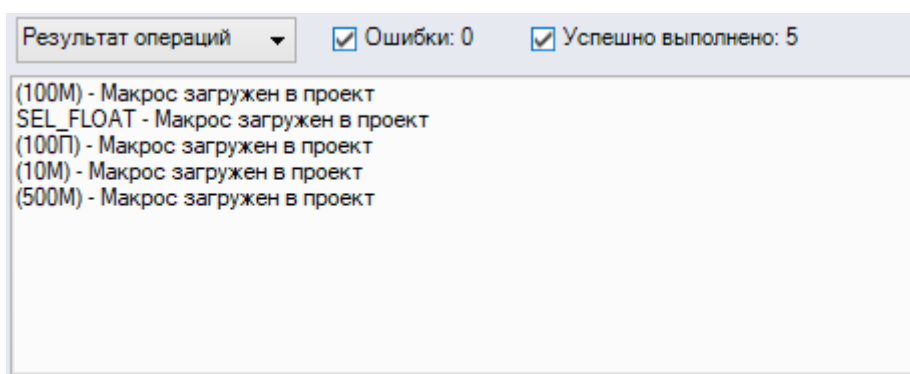 Результат операций Ошибки: 0 Успешно выполнено: 5
(100М) - Макрос загружен в проект
SEL_FLOAT - Макрос загружен в проект
(100П) - Макрос загружен в проект
(10М) - Макрос загружен в проект
(500М) - Макрос загружен в проект